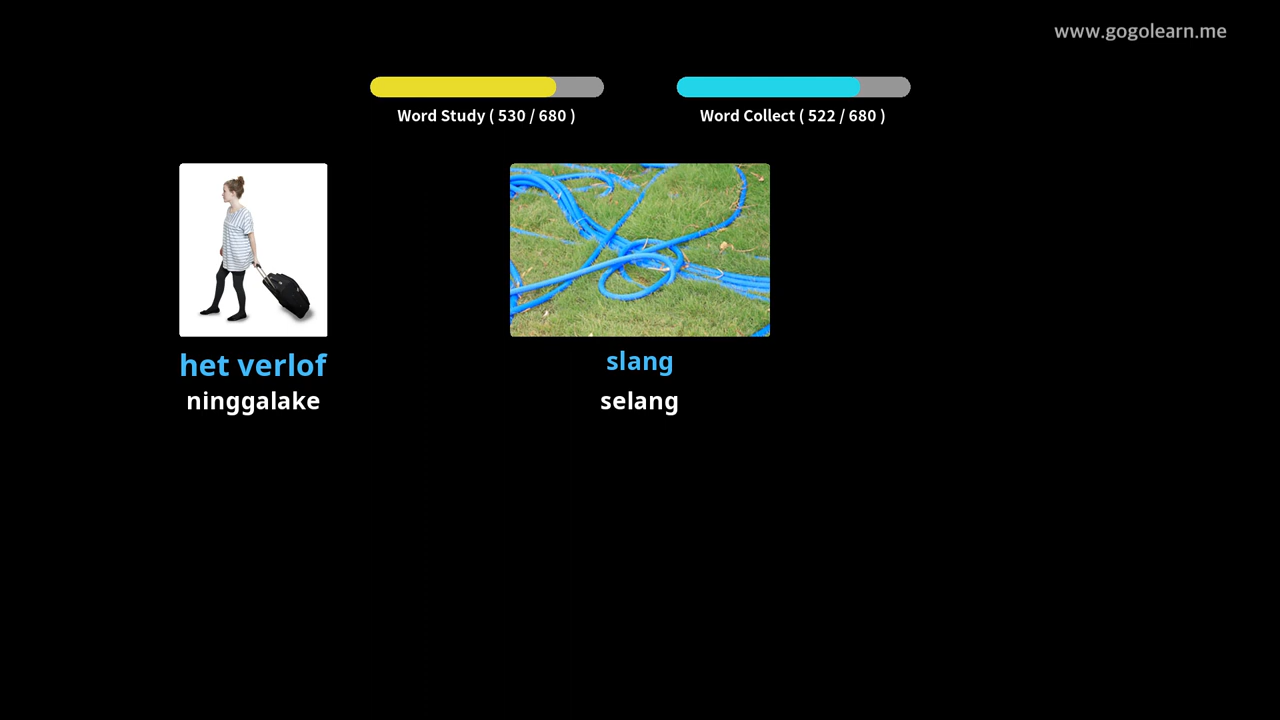 www.gogolearn.me
Word Study ( 530 / 680 )
Word Collect ( 522 / 680 )
het verlof
ninggalake
slang
selang